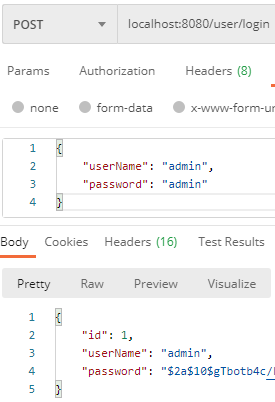 POST localhost:8080/user/login
Params Authorization Headers (8)
none form-data x-www-form-ur
1 {
2 "userName": "admin",
3 "password": "admin"
4 }
Body Cookies Headers (16) Test Results
Pretty Raw Preview Visualize
1 {
2 "id": 1,
3 "userName": "admin",
4 "password": "$2a$10$gTbotb4c/
5 }